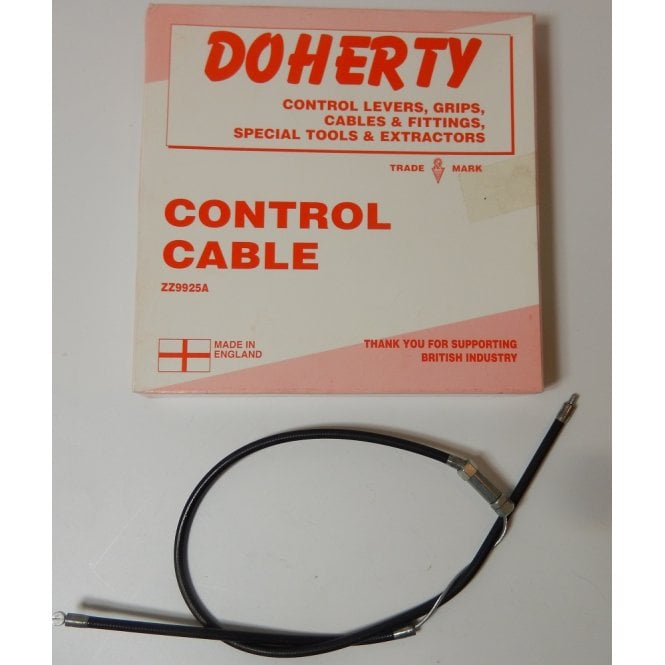 DOHERTY
CONTROL LEVERS, GRIPS,
CABLES & FITTINGS,
SPECIAL TOOLS & EXTRACTORS
TRADE MARK
CONTROL
CABLE
ZZ9925A
MADE IN
ENGLAND
THANK YOU FOR SUPPORTING
BRITISH INDUSTRY